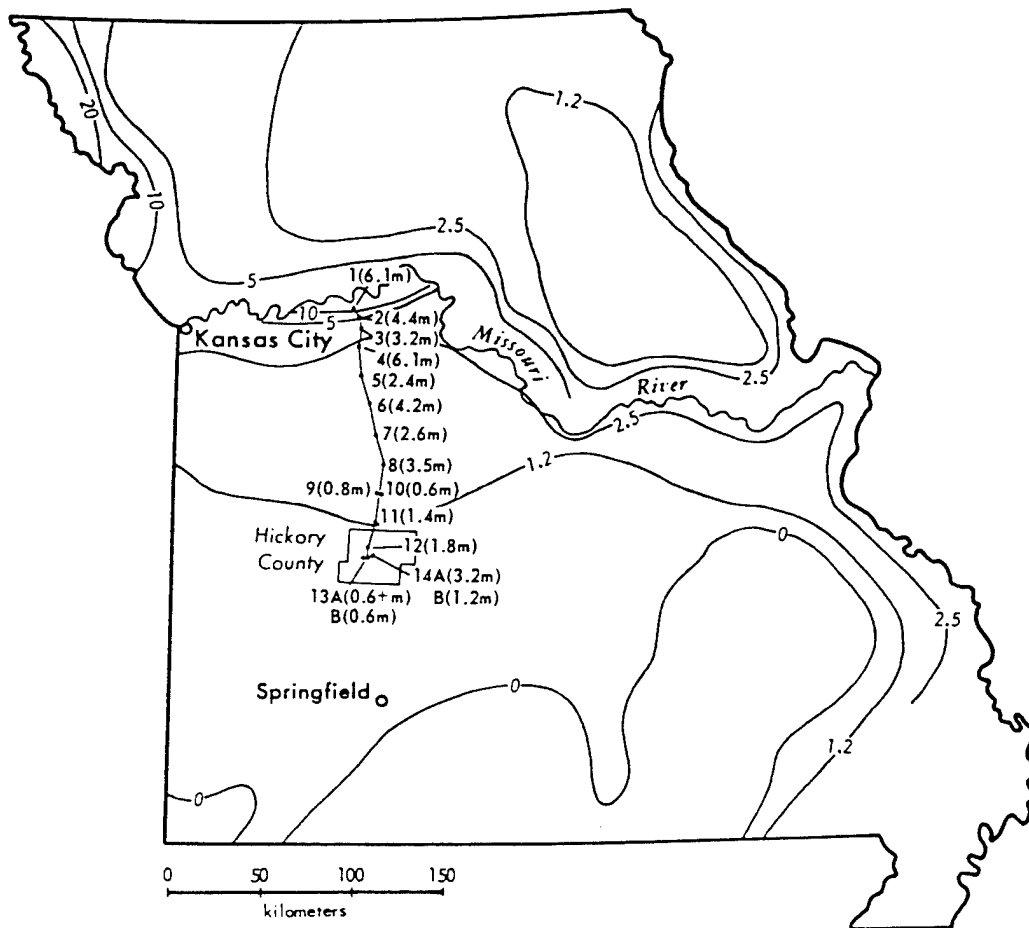 20
1.2
10
2.5
5
1(6.1m)
10
5
2(4.4m)
Kansas City
3(3.2m)
4(6.1m)
Missouri
5(2.4m)
River
2.5
6(4.2m)
2.5
7(2.6m)
1.2
8(3.5m)
9(0.8m) 10(0.6m)
11(1.4m)
0
Hickory
County
12(1.8m)
14A(3.2m)
13A(0.6+m) B(1.2m)
B(0.6m)
2.5
Springfield
0
1.2
0
0 50 100 150
kilometers